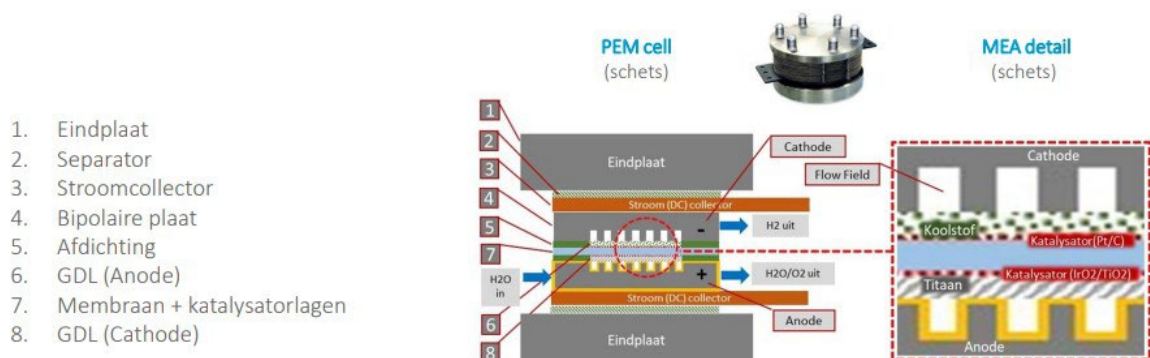 PEM cell
(schets)
MEA detail
(schets)
1. Eindplaat
2. Separator
3. Stroomcollector
4. Bipolaire plaat
5. Afdichting
6. GDL (Anode)
7. Membraan + katalysatorlagen
8. GDL (Cathode)
1
2
3
4
5
7
6
8
Eindplaat
Stroom (DC) collector
Cathode
Flow Field
-
H2 uit
H2O
in
+
H2O/O2 uit
Stroom (DC) collector
Anode
Eindplaat
Cathode
Koolstof
Katalysator(Pt/C)
Katalysator (IrO2/TiO2)
Titaan
Anode